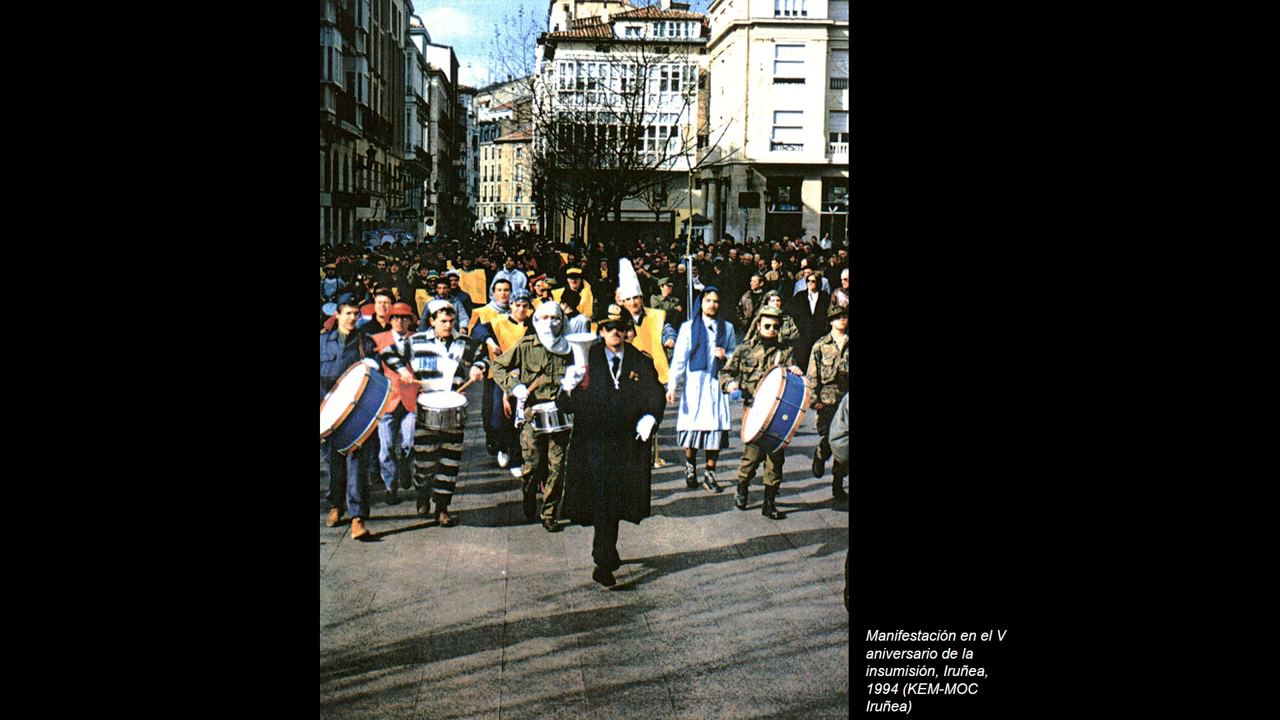 Manifestación en el V
aniversario de la
insumisión, Iruñea,
1994 (KEM-MOC
Iruñea)